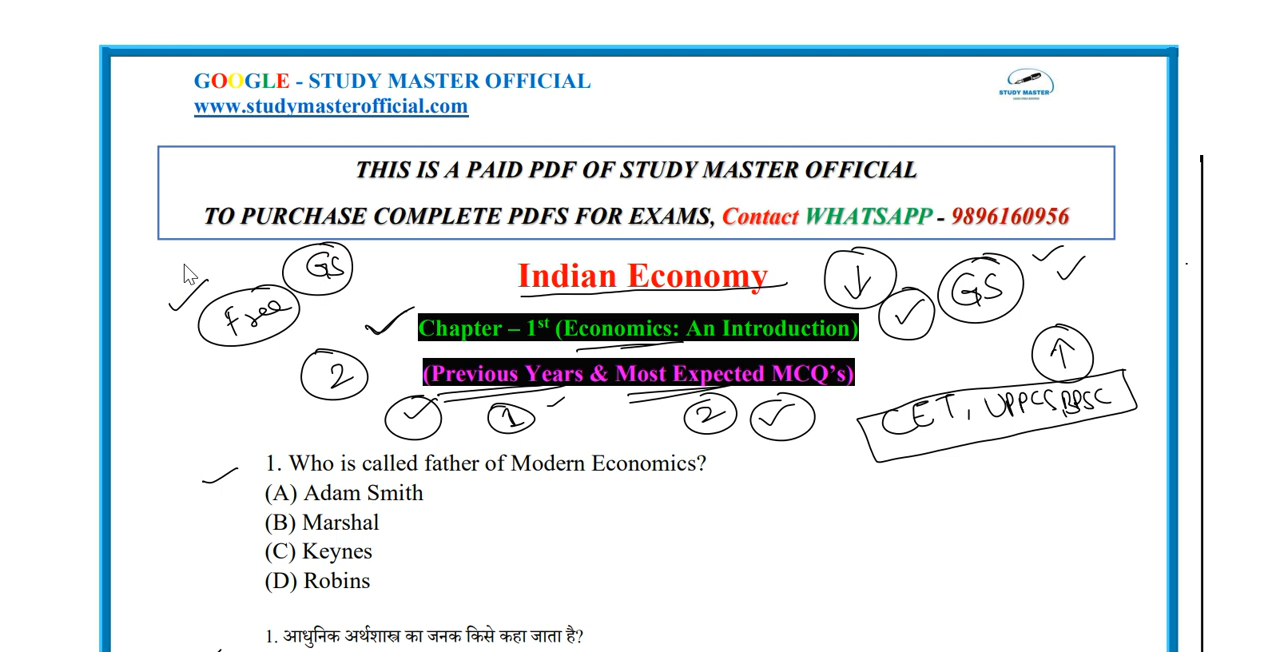 GOOGLE - STUDY MASTER OFFICIAL
www.studymasterofficial.com
STUDY MASTER
THIS IS A PAID PDF OF STUDY MASTER OFFICIAL
TO PURCHASE COMPLETE PDFS FOR EXAMS, Contact WHATSAPP - 9896160956
GS
Free
Indian Economy
GS
Chapter – 1st (Economics: An Introduction)
2
(Previous Years & Most Expected MCQ's)
1
2
CET, UPPCS, BPSC
1. Who is called father of Modern Economics?
(A) Adam Smith
(B) Marshal
(C) Keynes
(D) Robins
1. आधुनिक अर्थशास्त्र का जनक किसे कहा जाता है?